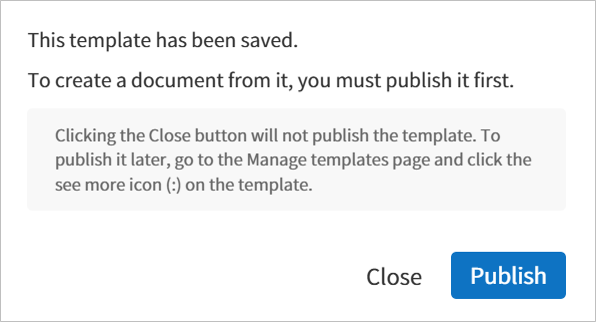 This template has been saved.
To create a document from it, you must publish it first.
Clicking the Close button will not publish the template. To
publish it later, go to the Manage templates page and click the
see more icon (:) on the template.
Close
Publish